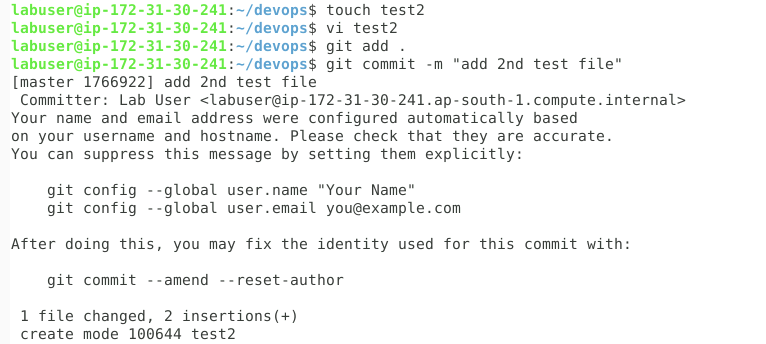 labuser@ip-172-31-30-241:~/devops$ touch test2
labuser@ip-172-31-30-241:~/devops$ vi test2
labuser@ip-172-31-30-241:~/devops$ git add .
labuser@ip-172-31-30-241:~/devops$ git commit -m "add 2nd test file"
[master 1766922] add 2nd test file
 Committer: Lab User <labuser@ip-172-31-30-241.ap-south-1.compute.internal>
Your name and email address were configured automatically based
on your username and hostname. Please check that they are accurate.
You can suppress this message by setting them explicitly:

    git config --global user.name "Your Name"
    git config --global user.email you@example.com

After doing this, you may fix the identity used for this commit with:

    git commit --amend --reset-author

 1 file changed, 2 insertions(+)
 create mode 100644 test2